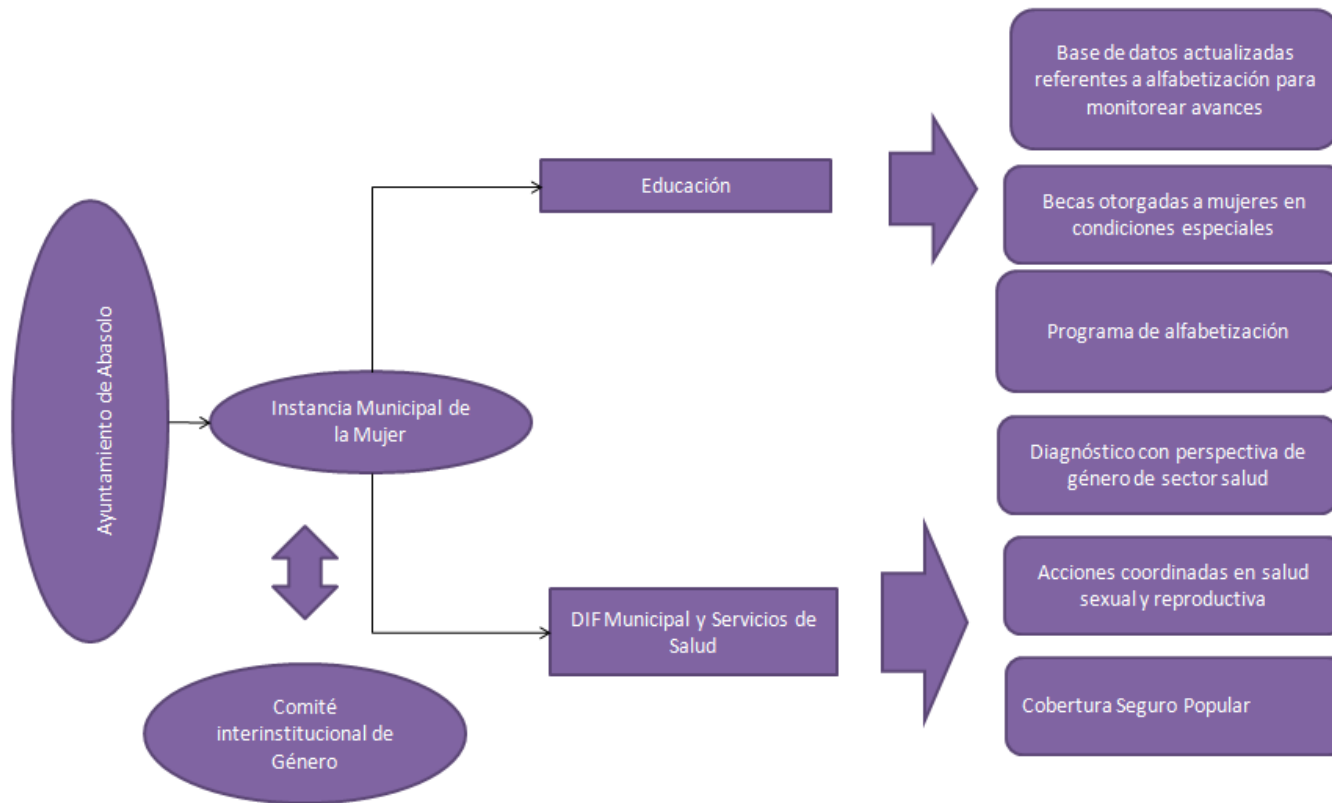 Ayuntamiento de Abasolo
Instancia Municipal de
la Mujer
Comité
interinstitucional de
Género
Educación
DIF Municipal y Servicios de
Salud
Base de datos actualizadas
referentes a alfabetización para
monitorear avances
Becas otorgadas a mujeres en
condiciones especiales
Programa de alfabetización
Diagnóstico con perspectiva de
género de sector salud
Acciones coordinadas en salud
sexual y reproductiva
Cobertura Seguro Popular